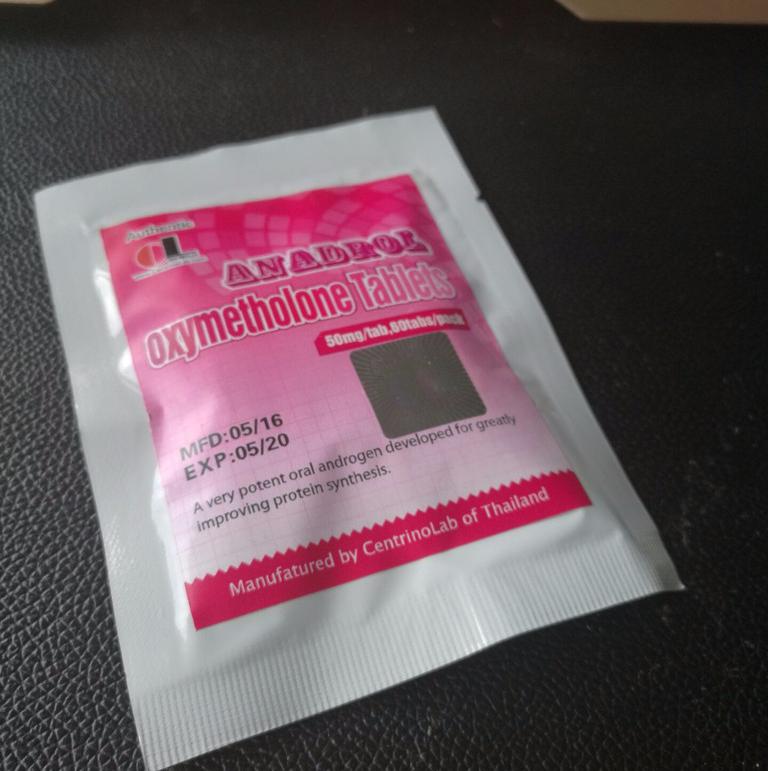 Authentic
CL
ANADROL
oxymetholone Tablets
50mg/tab,60tabs/pack
MFD:05/16
EXP:05/20
A very potent oral androgen developed for greatly
improving protein synthesis.
Manufatured by CentrinoLab of Thailand